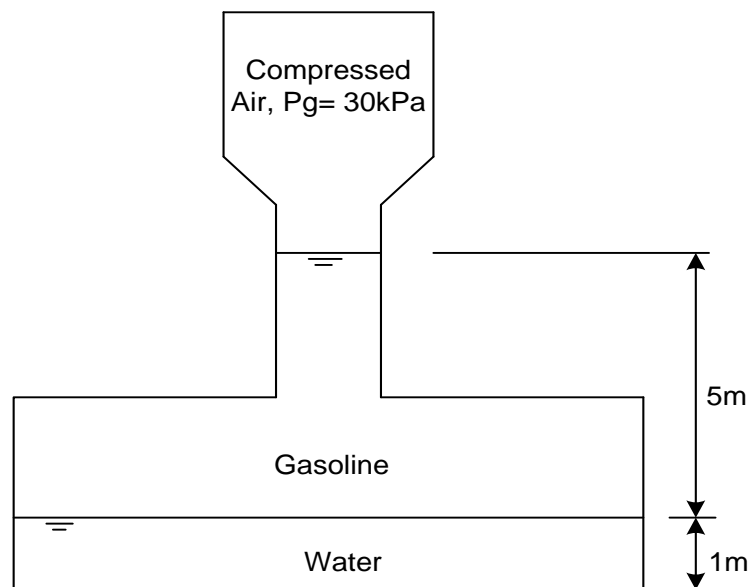 Compressed
Air, Pg= 30kPa
5m
Gasoline
Water
1m